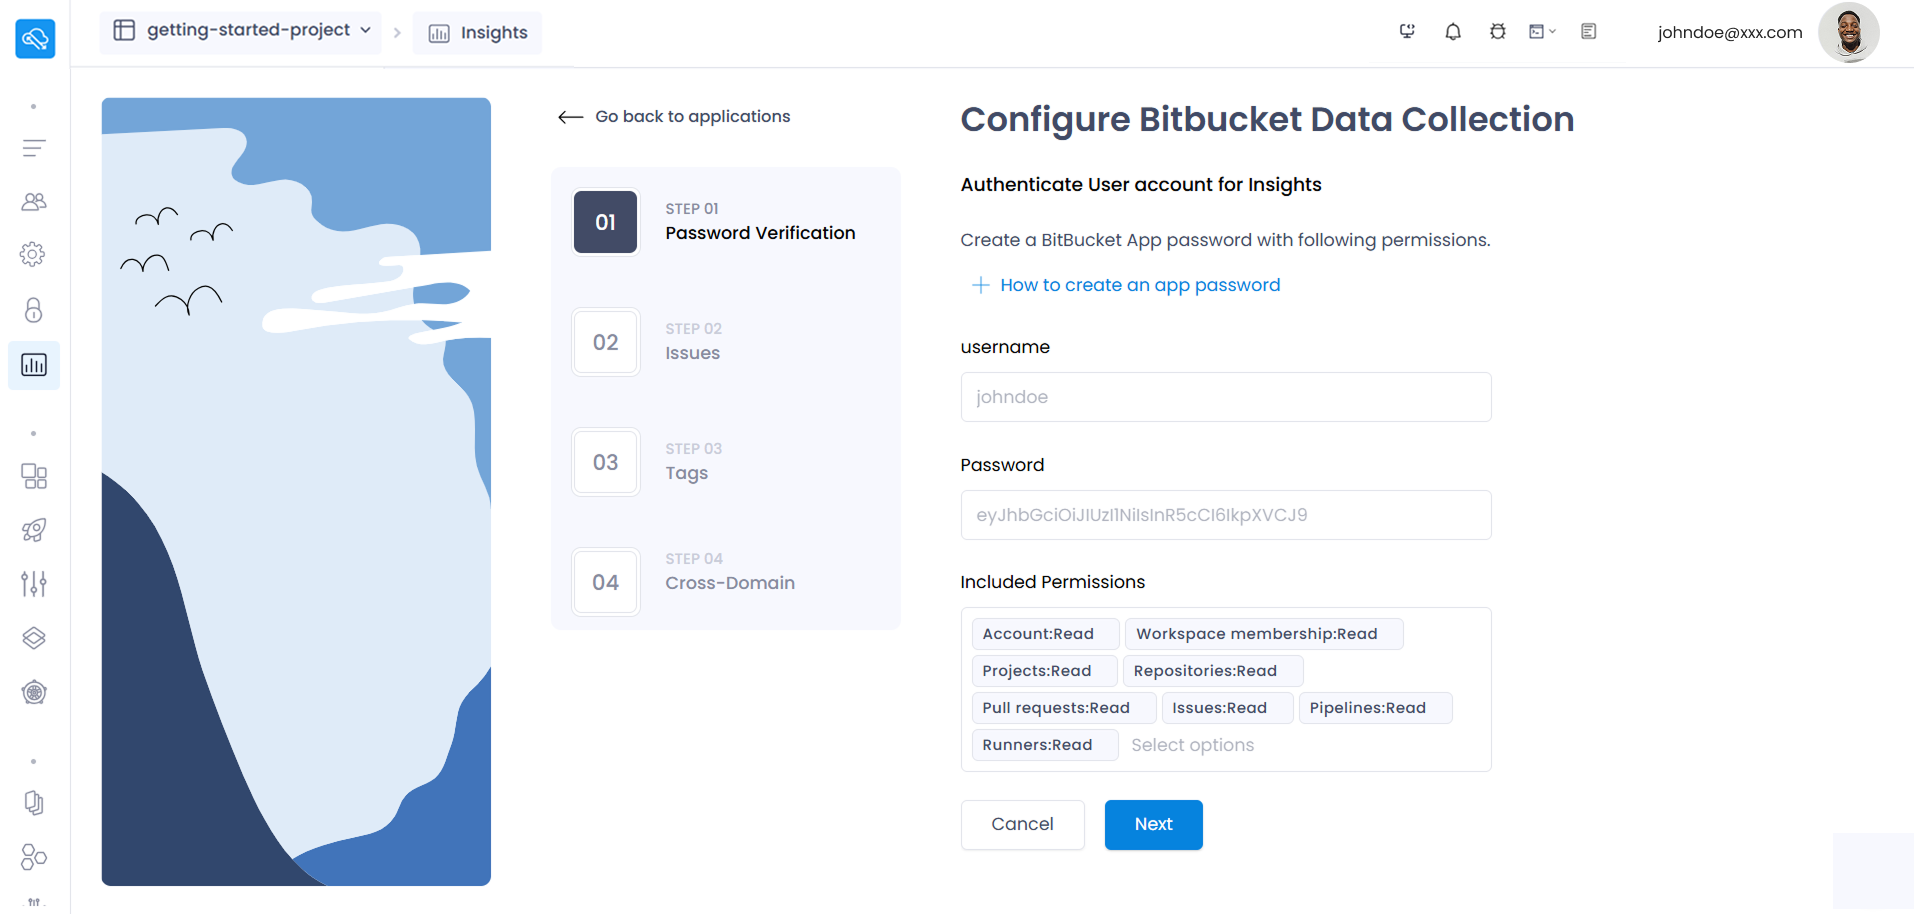 getting-started-project
Insights
johndoe@xxx.com
Go back to applications
01
STEP 01
Password Verification
02
STEP 02
Issues
03
STEP 03
Tags
04
STEP 04
Cross-Domain
Configure Bitbucket Data Collection
Authenticate User account for Insights
Create a BitBucket App password with following permissions.
How to create an app password
username
johndoe
Password
eyJhbGciOiJIUzI1NiIsInR5cCI6IkpXVCJ9
Included Permissions
Account:Read Workspace membership:Read
Projects:Read Repositories:Read
Pull requests:Read Issues:Read Pipelines:Read
Runners:Read Select options
Cancel Next